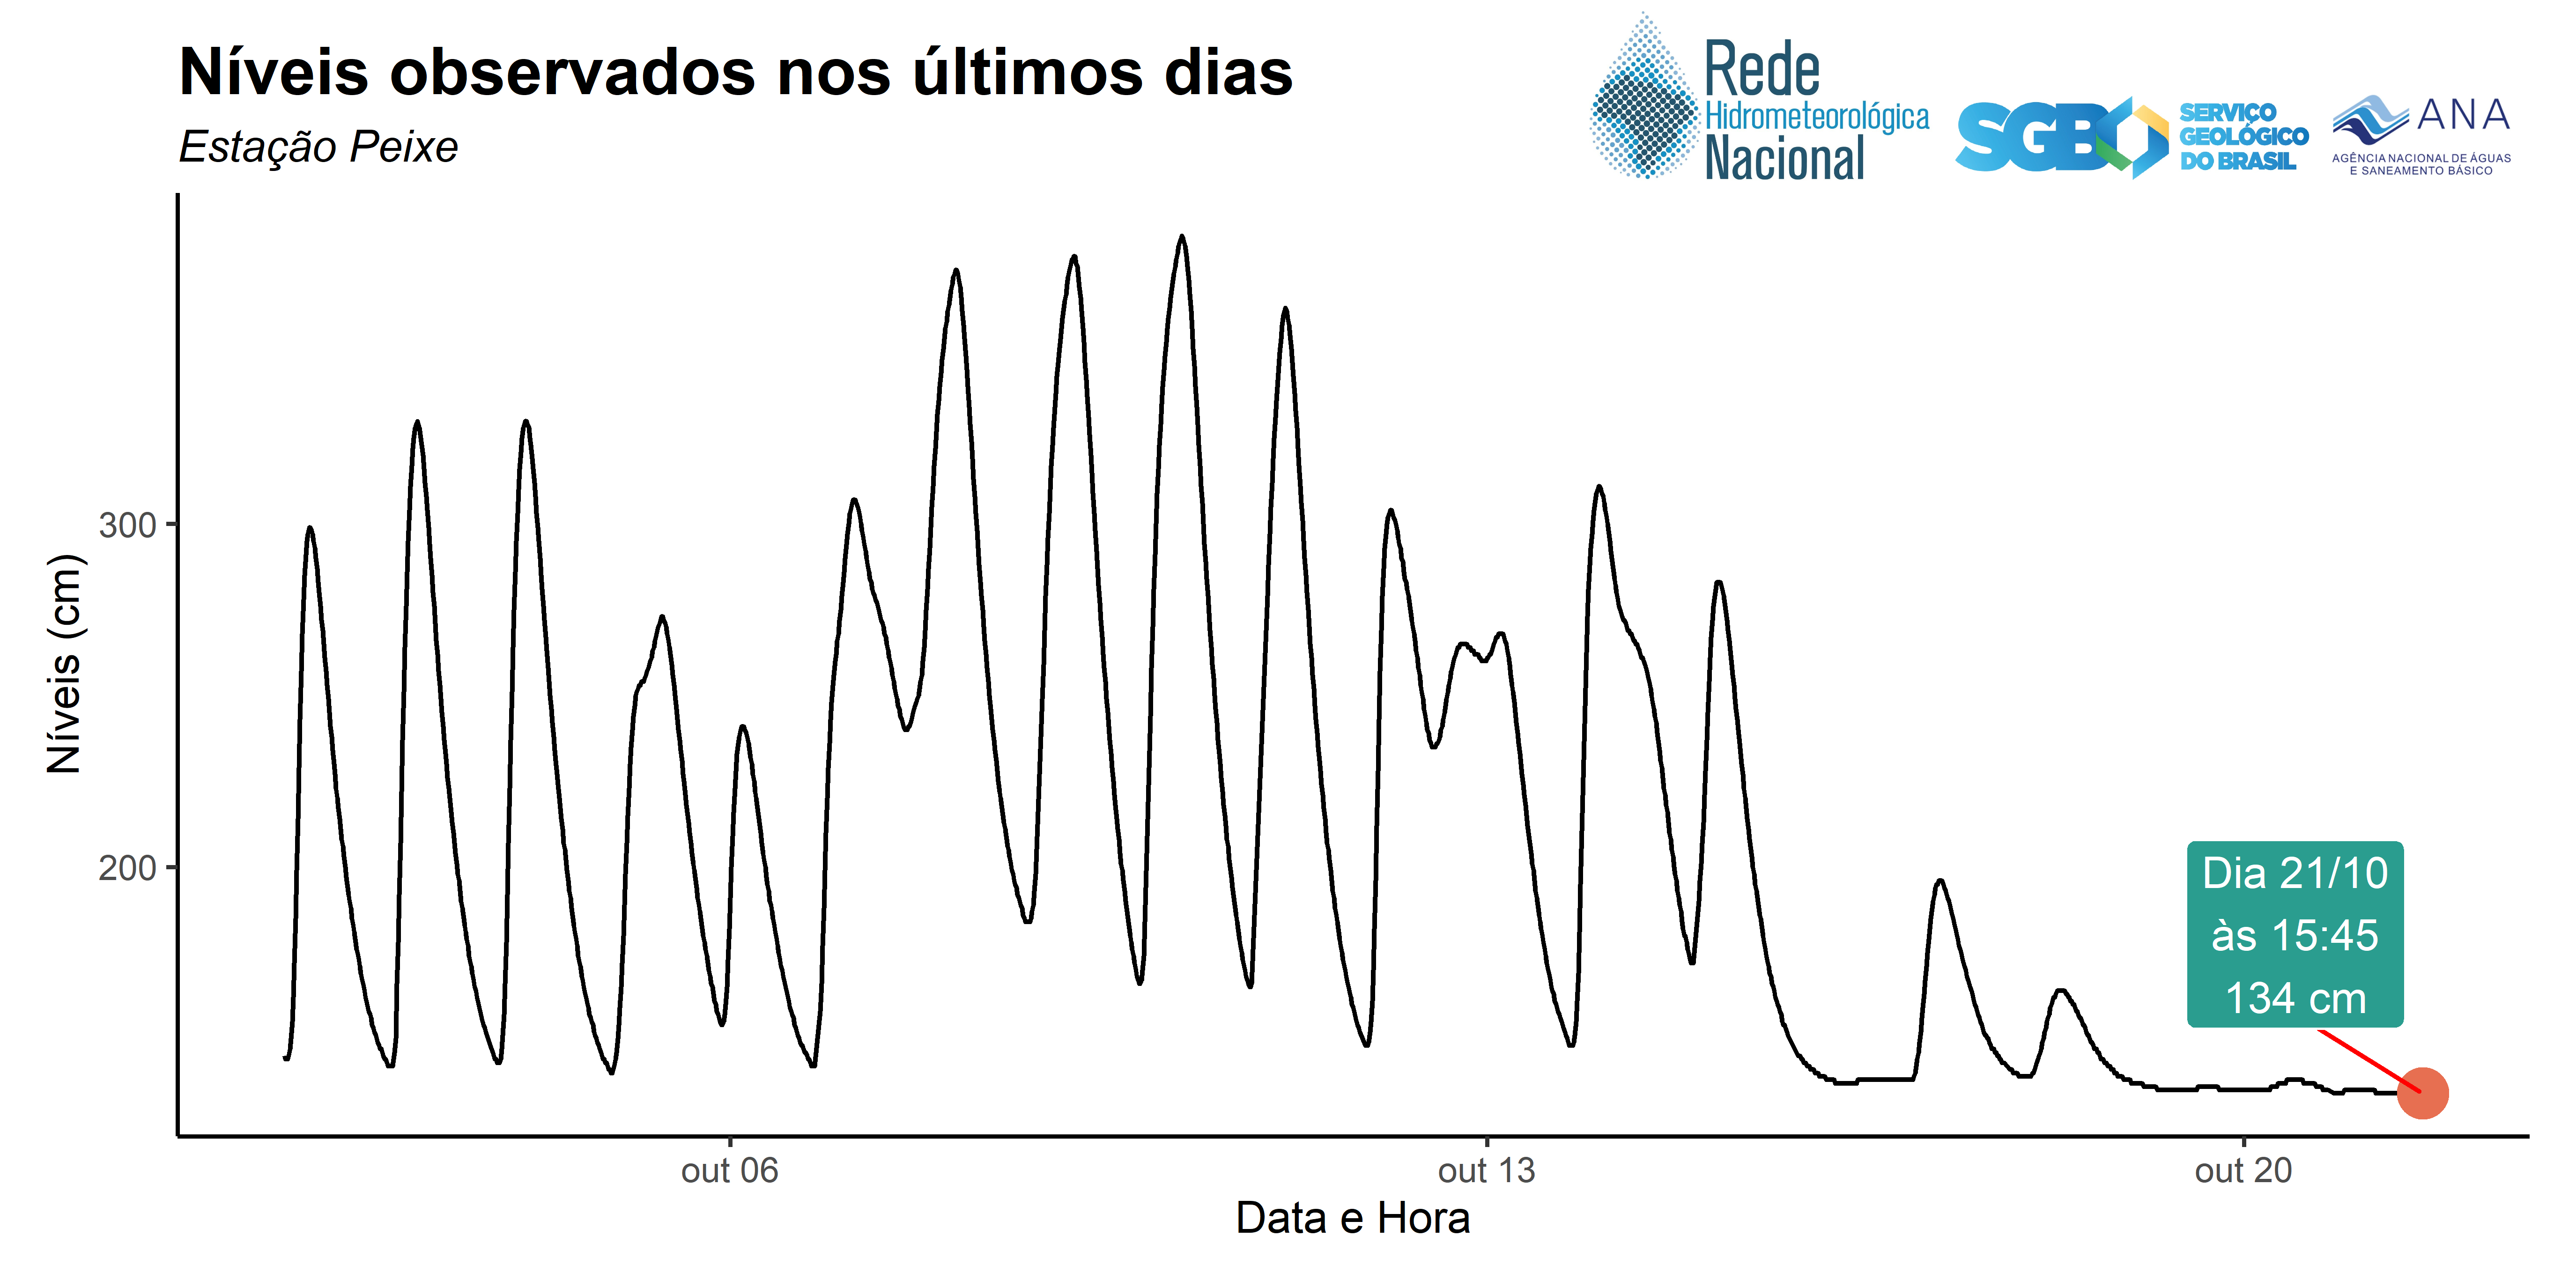 Níveis observados nos últimos dias
Estação Peixe
Rede
Hidrometeorológica
Nacional
SGB
SERVIÇO
GEOLÓGICO
DO BRASIL
ANA
AGÊNCIA NACIONAL DE ÁGUAS
E SANEAMENTO BÁSICO
Níveis (cm)
300
200
Dia 21/10
às 15:45
134 cm
out 06
out 13
out 20
Data e Hora